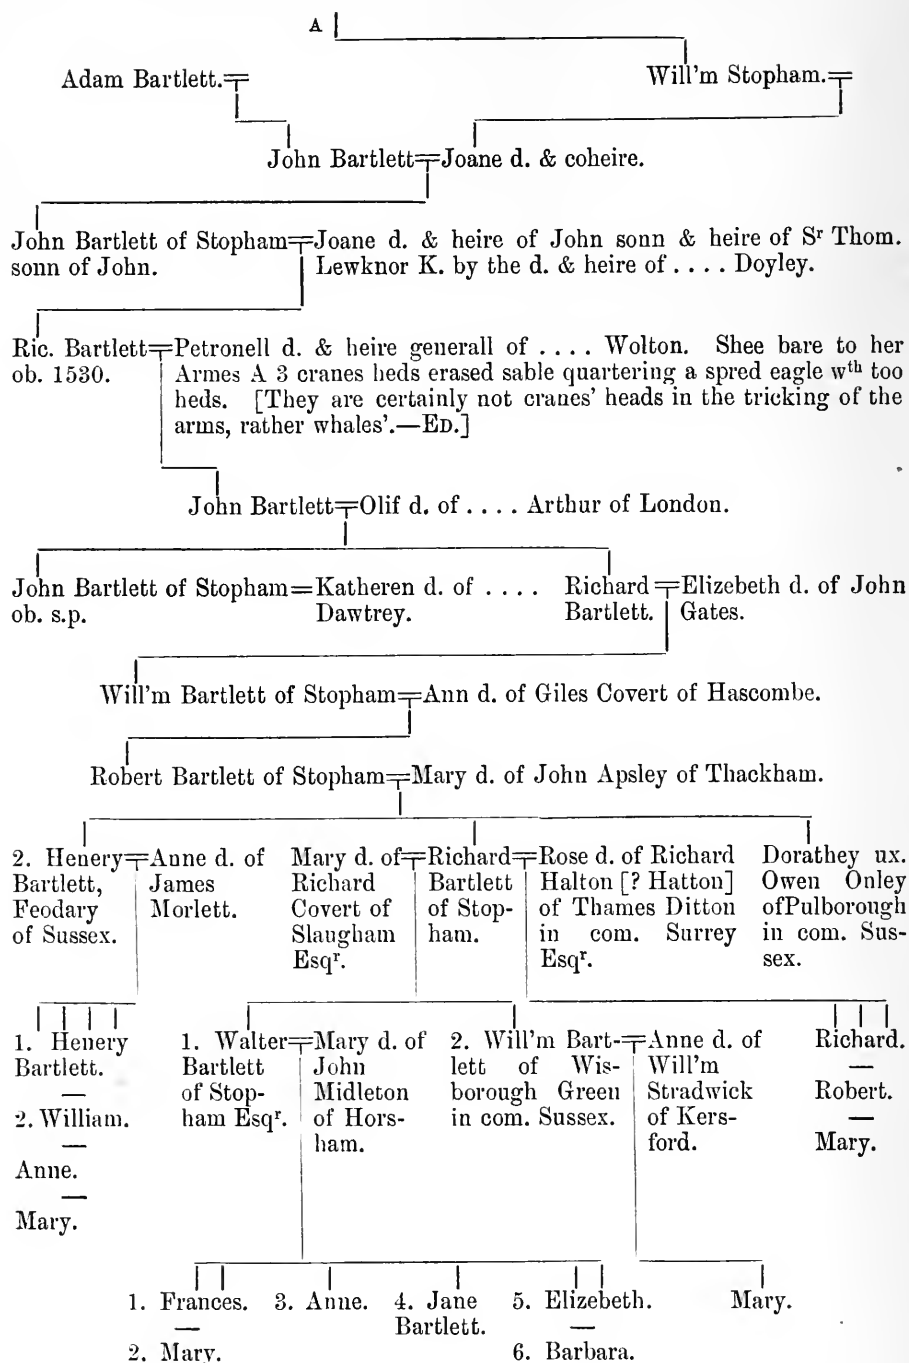 A
Adam Bartlett.
Will'm Stopham.
John Bartlett=Joane d. & coheire.
John Bartlett of Stopham=Joane d. & heire of John sonn & heire of Sʳ Thom.
sonn of John.
Lewknor K. by the d. & heire of . . . . Doyley.
Ric. Bartlett=Petronell d. & heire generall of . . . . Wolton. Shee bare to her
ob. 1530.
Armes A 3 cranes heds erased sable quartering a spred eagle wᵗʰ too
heds. [They are certainly not cranes' heads in the tricking of the
arms, rather whales'.—ED.]
John Bartlett=Olif d. of . . . . Arthur of London.
John Bartlett of Stopham=Katheren d. of . . . .
ob. s.p.
Dawtrey.
Richard=Elizebeth d. of John
Bartlett.
Gates.
Will'm Bartlett of Stopham=Ann d. of Giles Covert of Hascombe.
Robert Bartlett of Stopham=Mary d. of John Apsley of Thackham.
2. Henery=Anne d. of
Bartlett,
James
Feodary
Morlett.
of Sussex.
Mary d. of=Richard=Rose d. of Richard
Richard
Bartlett
Halton [? Hatton]
Covert of
of Stop-
of Thames Ditton
Slaugham
ham.
in com. Surrey
Esqʳ.
Esqʳ.
Dorathey ux.
Owen Onley
ofPulborough
in com. Sus-
sex.
1. Henery
Bartlett.
—
2. William.
—
Anne.
—
Mary.
1. Walter=Mary d. of
Bartlett
John
of Stop-
Midleton
ham Esqʳ.
of Hors-
ham.
2. Will'm Bart-=Anne d. of
lett of Wis-
Will'm
borough Green
Stradwick
in com. Sussex.
of Kers-
ford.
Richard.
—
Robert.
—
Mary.
1. Frances.
—
2. Mary.
3. Anne.
4. Jane
Bartlett.
5. Elizebeth.
—
6. Barbara.
Mary.